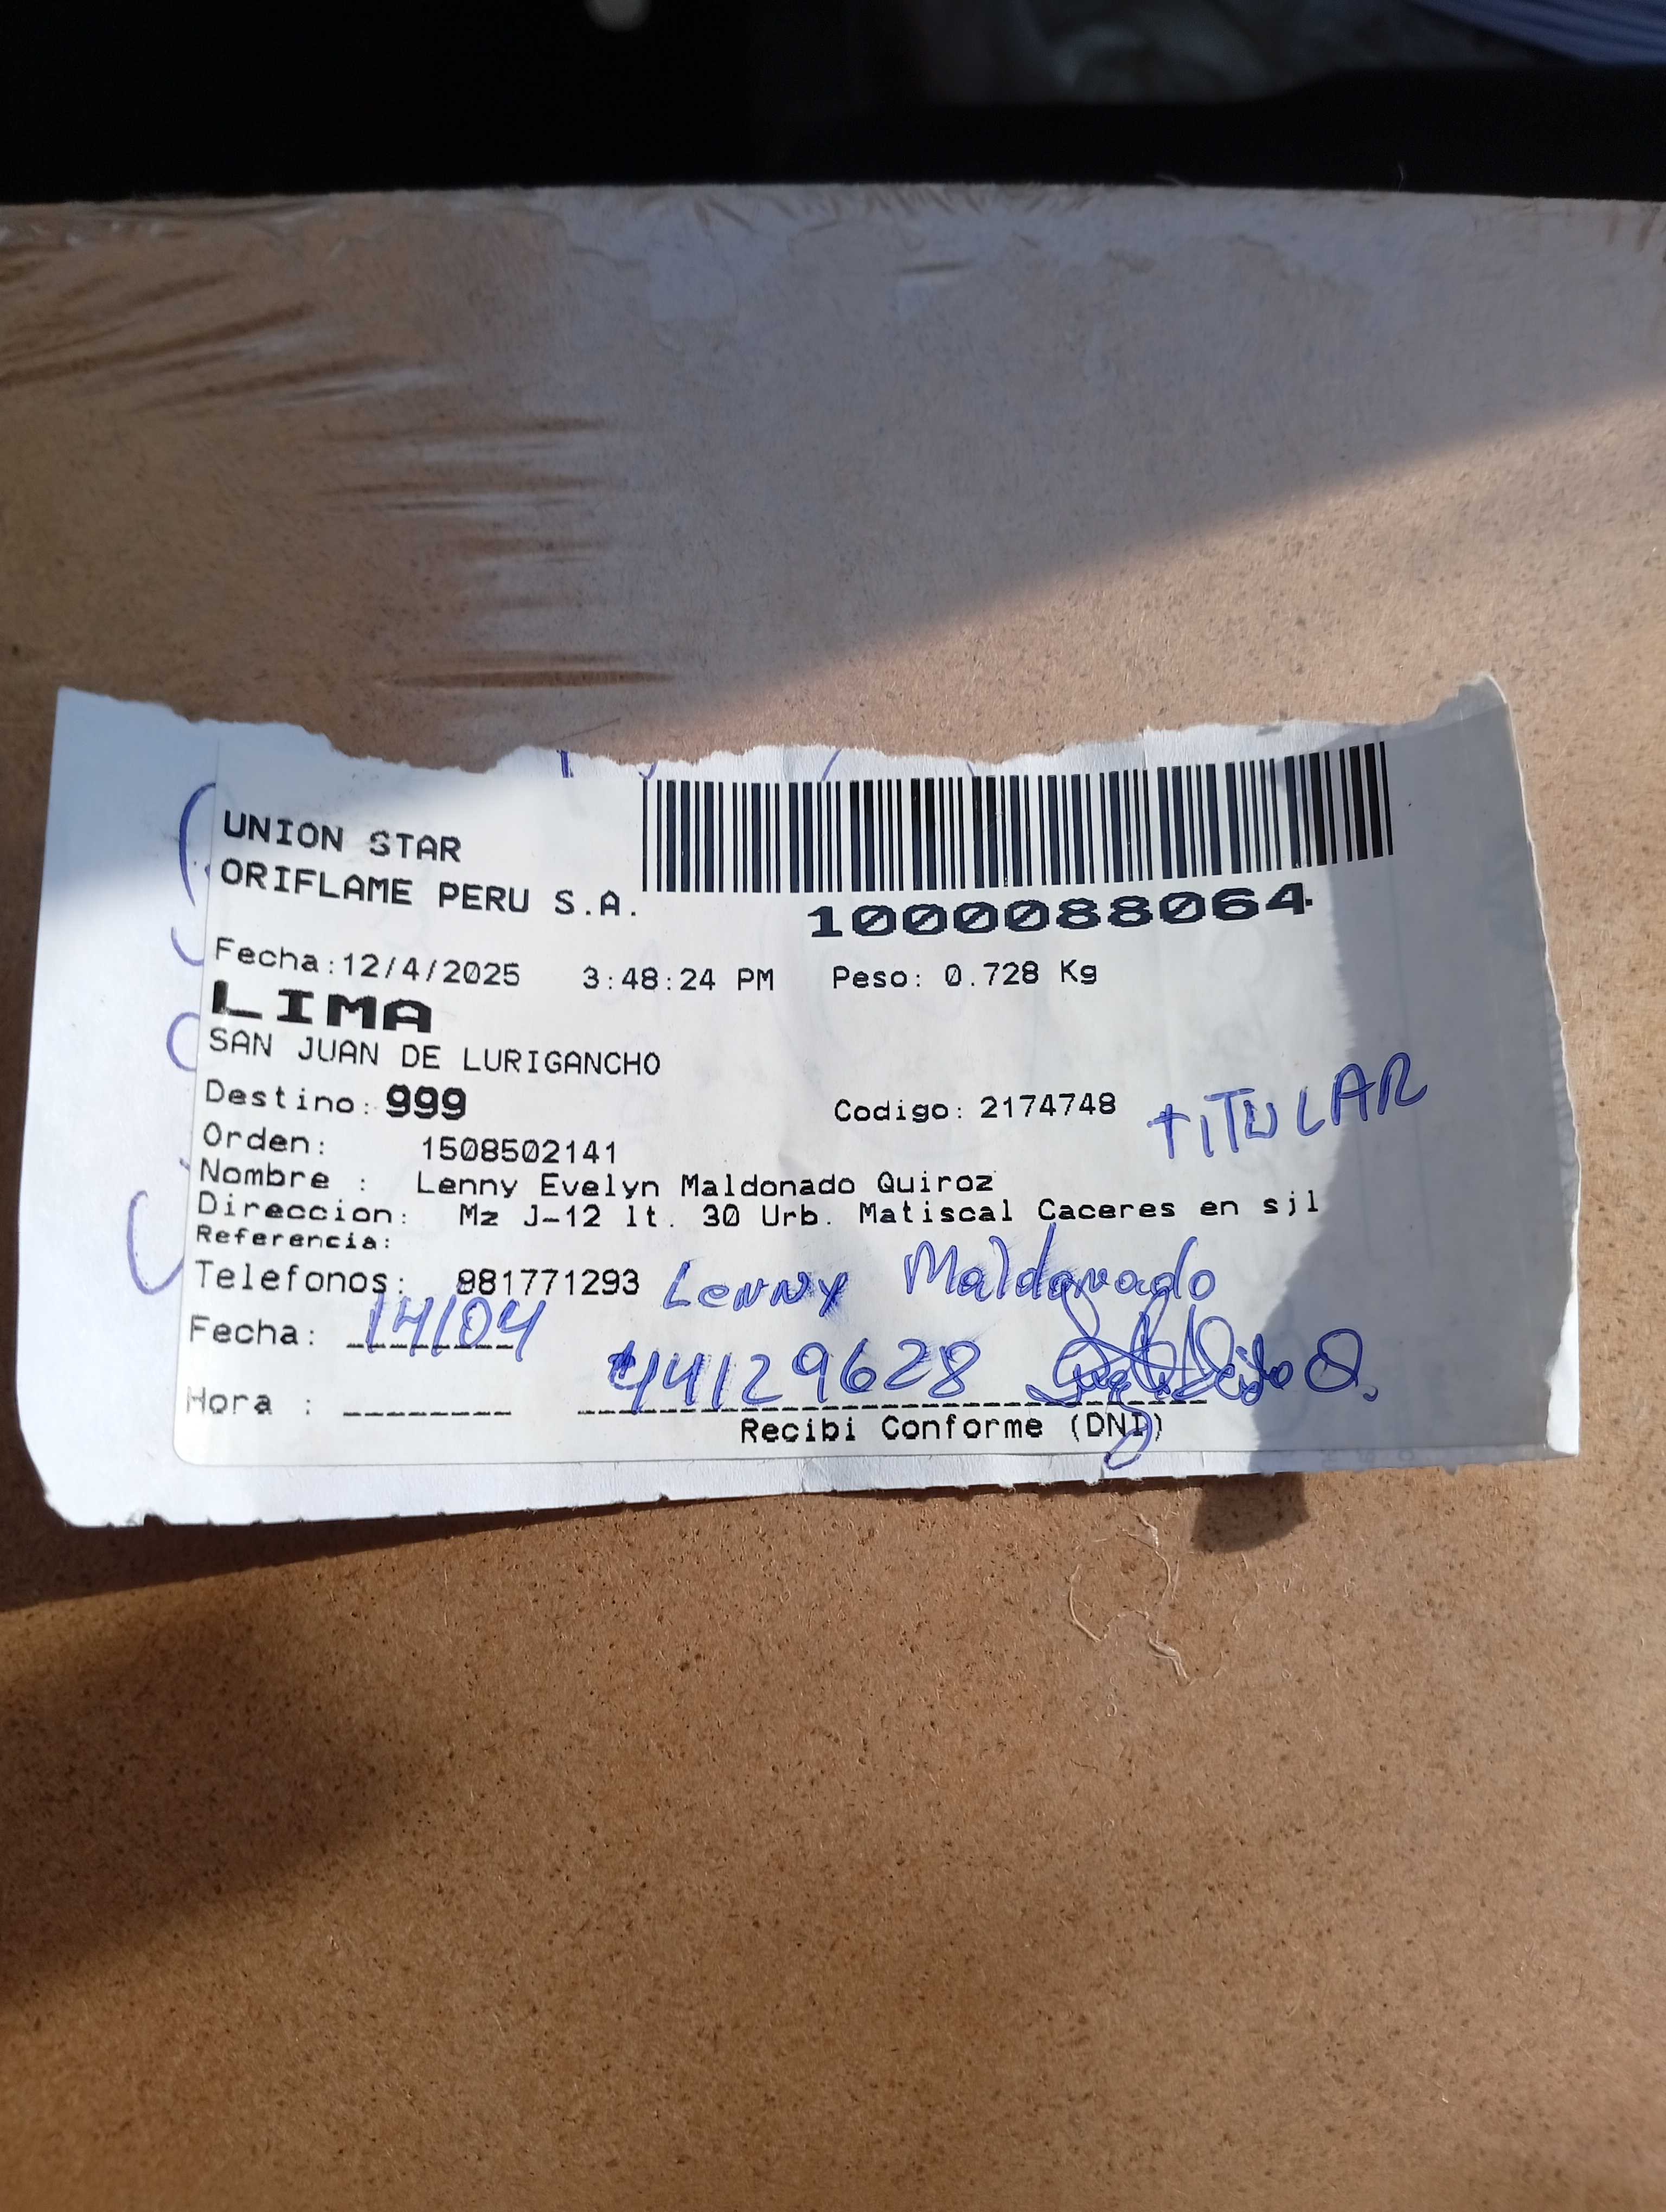 UNION STAR
ORIFLAME PERU S.A.
1000088064
Fecha:12/4/2025 3:48:24 PM Peso: 0.728 Kg
LIMA
SAN JUAN DE LURIGANCHO
Destino: 999 Codigo: 2174748 TITULAR
Orden: 1508502141
Nombre : Lenny Evelyn Maldonado Quiroz
Direccion: Mz J-12 lt. 30 Urb. Matiscal Caceres en sjl
Referencia:
Telefonos: 981771293 Lenny Maldonado
Fecha: 14/04
44129628
Hora :
Recibi Conforme (DNI)